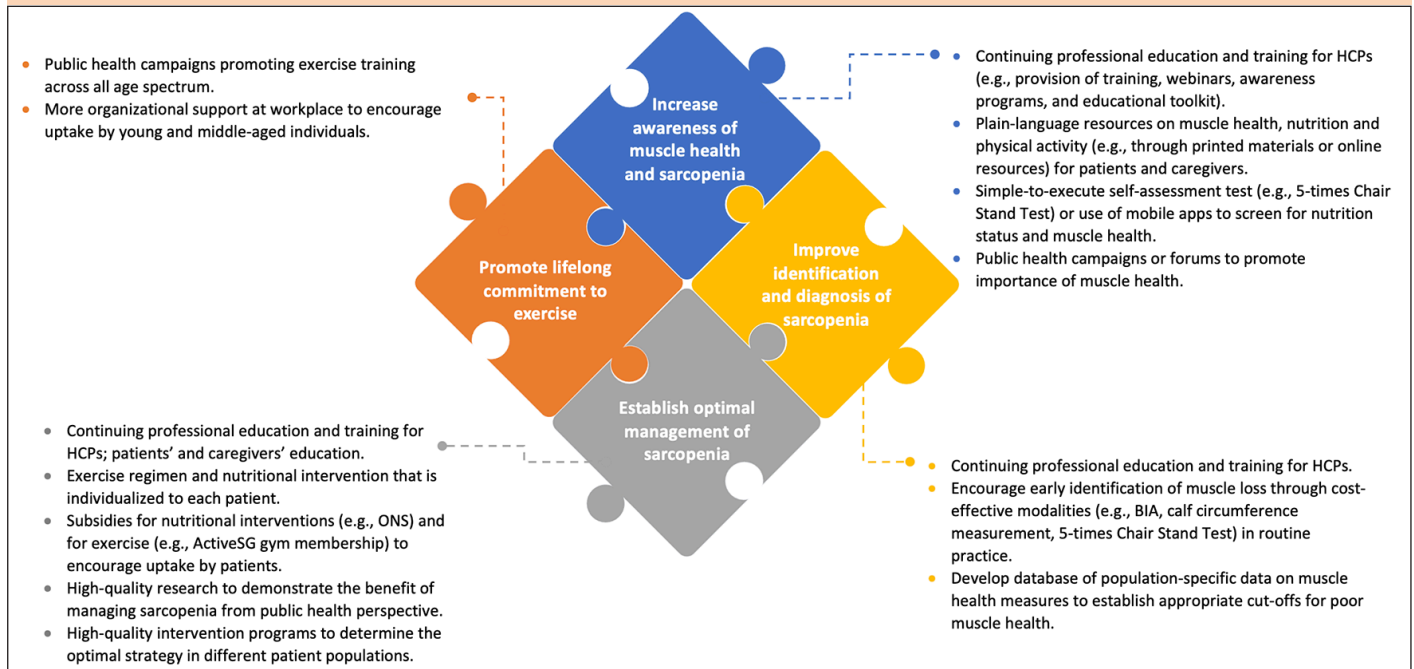 Increase
awareness of
muscle health
and sarcopenia
• Continuing professional education and training for HCPs
(e.g., provision of training, webinars, awareness
programs, and educational toolkit).
• Plain-language resources on muscle health, nutrition and
physical activity (e.g., through printed materials or online
resources) for patients and caregivers.
• Simple-to-execute self-assessment test (e.g., 5-times Chair
Stand Test) or use of mobile apps to screen for nutrition
status and muscle health.
• Public health campaigns or forums to promote
importance of muscle health.
Improve
identification
and diagnosis of
sarcopenia
• Continuing professional education and training for HCPs.
• Encourage early identification of muscle loss through cost-
effective modalities (e.g., BIA, calf circumference
measurement, 5-times Chair Stand Test) in routine
practice.
• Develop database of population-specific data on muscle
health measures to establish appropriate cut-offs for poor
muscle health.
Establish optimal
management of
sarcopenia
• Continuing professional education and training for
HCPs; patients’ and caregivers’ education.
• Exercise regimen and nutritional intervention that is
individualized to each patient.
• Subsidies for nutritional interventions (e.g., ONS) and
for exercise (e.g., ActiveSG gym membership) to
encourage uptake by patients.
• High-quality research to demonstrate the benefit of
managing sarcopenia from public health perspective.
• High-quality intervention programs to determine the
optimal strategy in different patient populations.
Promote lifelong
commitment to
exercise
• Public health campaigns promoting exercise training
across all age spectrum.
• More organizational support at workplace to encourage
uptake by young and middle-aged individuals.